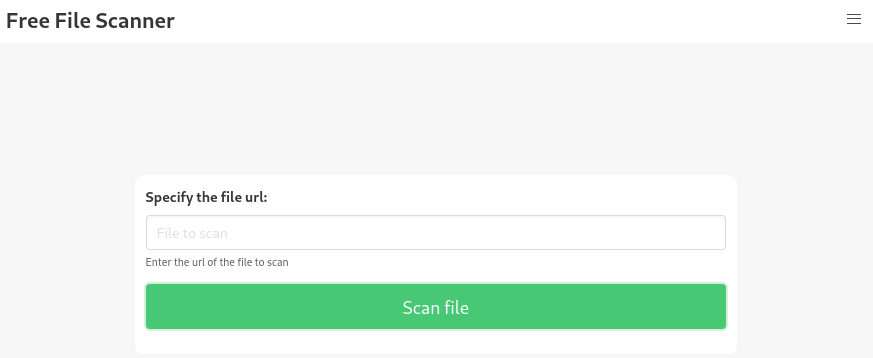 Free File Scanner
Specify the file url:
File to scan
Enter the url of the file to scan
Scan file